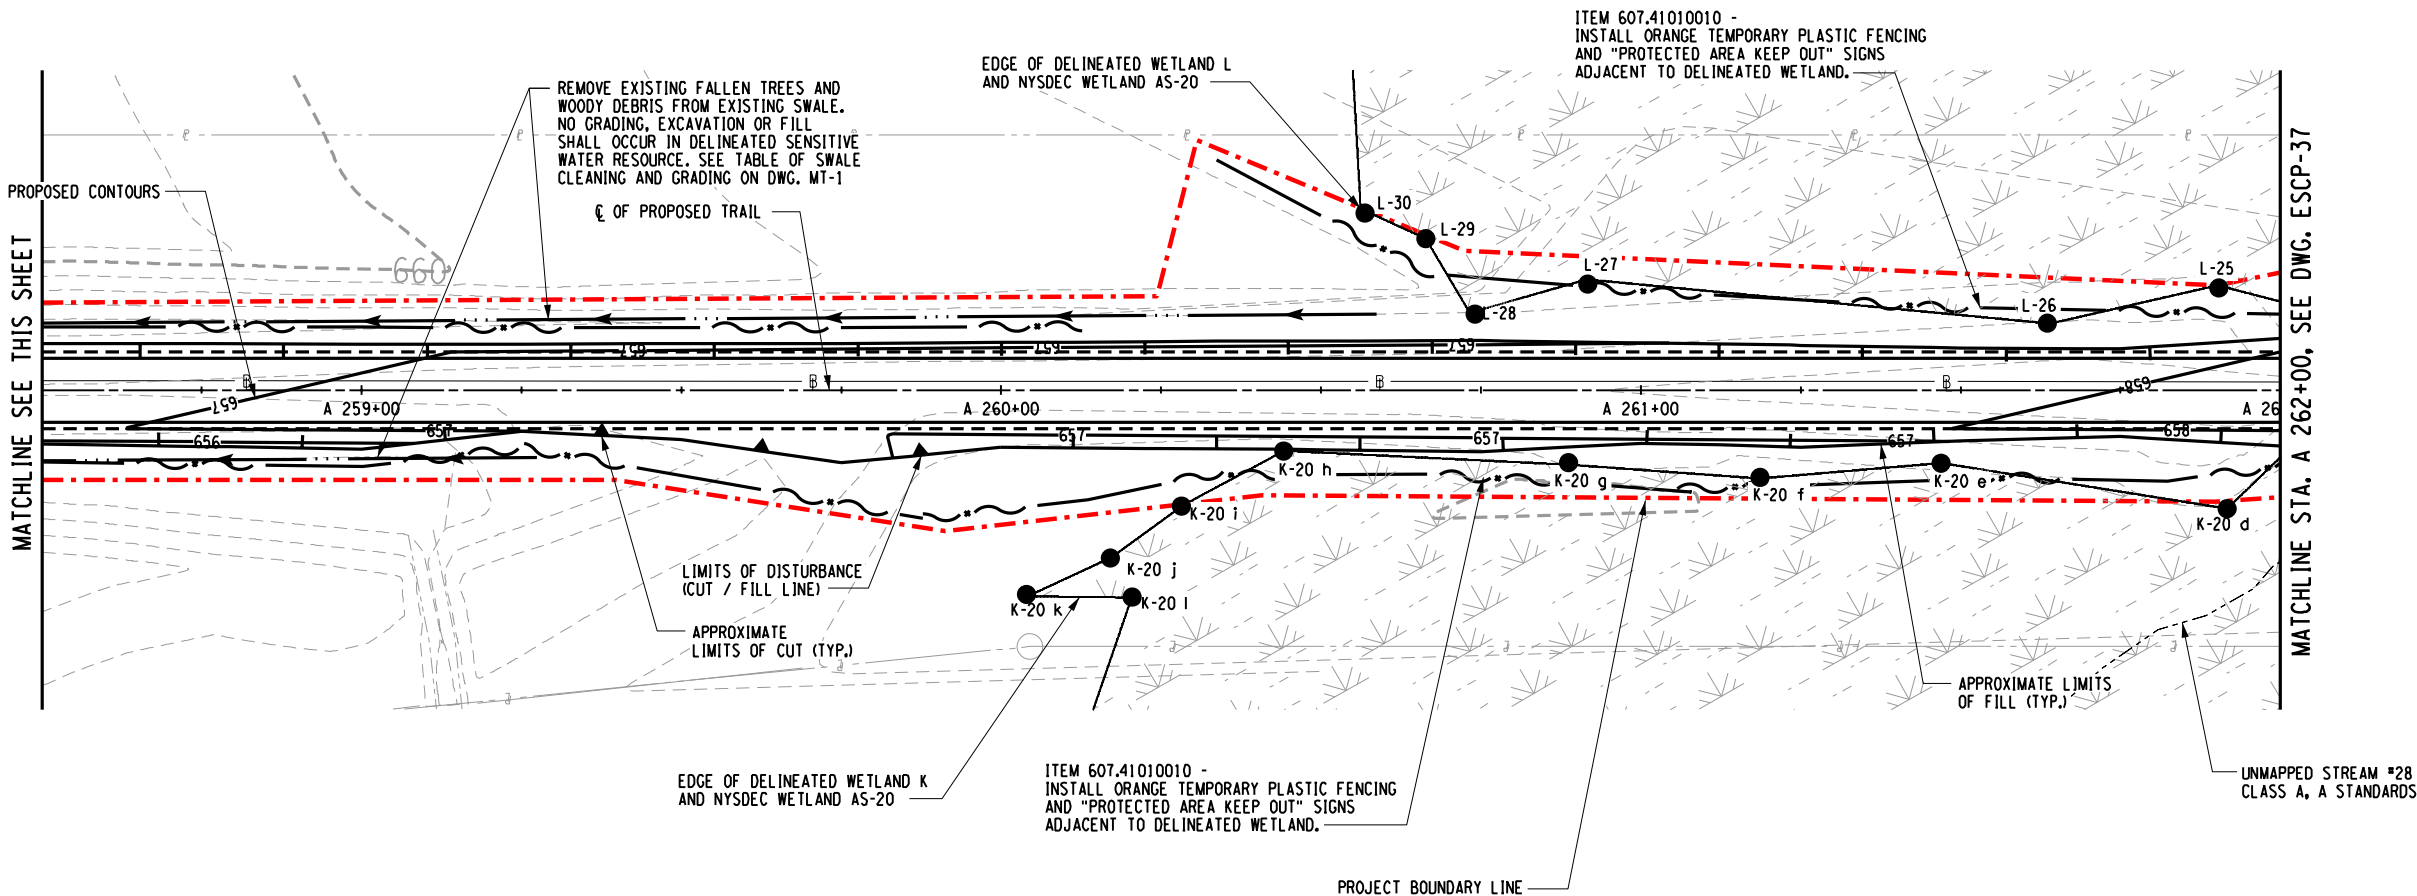 ITEM 607.41010010 -
INSTALL ORANGE TEMPORARY PLASTIC FENCING
AND "PROTECTED AREA KEEP OUT" SIGNS
ADJACENT TO DELINEATED WETLAND.
EDGE OF DELINEATED WETLAND L
AND NYSDEC WETLAND AS-20
REMOVE EXISTING FALLEN TREES AND
WOODY DEBRIS FROM EXISTING SWALE.
NO GRADING, EXCAVATION OR FILL
SHALL OCCUR IN DELINEATED SENSITIVE
WATER RESOURCE. SEE TABLE OF SWALE
CLEANING AND GRADING ON DWG. MT-1
PROPOSED CONTOURS
℄ OF PROPOSED TRAIL
MATCHLINE SEE THIS SHEET
MATCHLINE STA. A 262+00, SEE DWG. ESCP-37
660
L-30
L-29
L-28
L-27
L-26
L-25
657
657
657
657
658
A 259+00
A 260+00
A 261+00
A 26
656
657
657
657
657
658
K-20 h
K-20 g
K-20 f
K-20 e
K-20 d
K-20 i
K-20 j
K-20 k
K-20 l
LIMITS OF DISTURBANCE
(CUT / FILL LINE)
APPROXIMATE
LIMITS OF CUT (TYP.)
APPROXIMATE LIMITS
OF FILL (TYP.)
EDGE OF DELINEATED WETLAND K
AND NYSDEC WETLAND AS-20
ITEM 607.41010010 -
INSTALL ORANGE TEMPORARY PLASTIC FENCING
AND "PROTECTED AREA KEEP OUT" SIGNS
ADJACENT TO DELINEATED WETLAND.
UNMAPPED STREAM #28
CLASS A, A STANDARDS
PROJECT BOUNDARY LINE